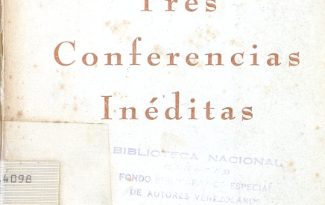 Tres
Conferencias
Inéditas
BIBLIOTECA NACIONAL
FONDO ESPECIAL
DE AUTORES VENEZOLANOS
4098